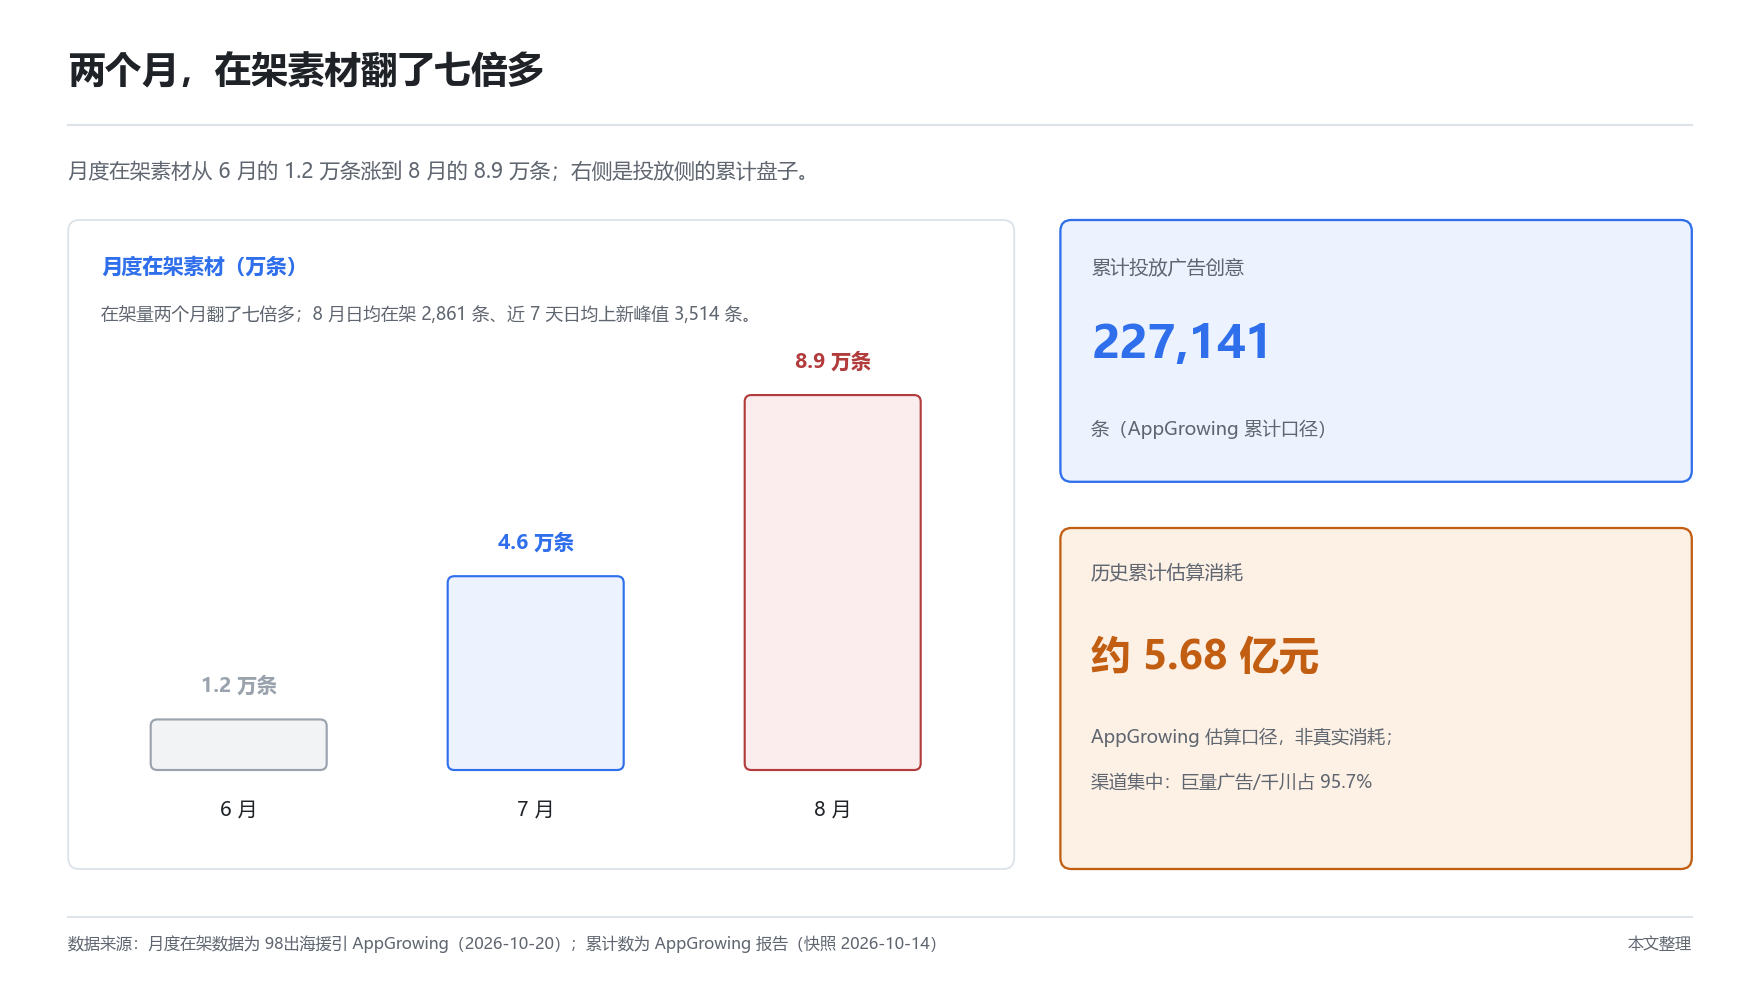 两个月，在架素材翻了七倍多
月度在架素材从 6 月的 1.2 万条涨到 8 月的 8.9 万条；右侧是投放侧的累计盘子。
月度在架素材（万条）
在架量两个月翻了七倍多；8 月日均在架 2,861 条、近 7 天日均上新峰值 3,514 条。
8.9 万条
4.6 万条
1.2 万条
6 月
7 月
8 月
累计投放广告创意
227,141
条（AppGrowing 累计口径）
历史累计估算消耗
约 5.68 亿元
AppGrowing 估算口径，非真实消耗；
渠道集中：巨量广告/千川占 95.7%
数据来源：月度在架数据为 98出海援引 AppGrowing（2026-10-20）；累计数为 AppGrowing 报告（快照 2026-10-14）
本文整理